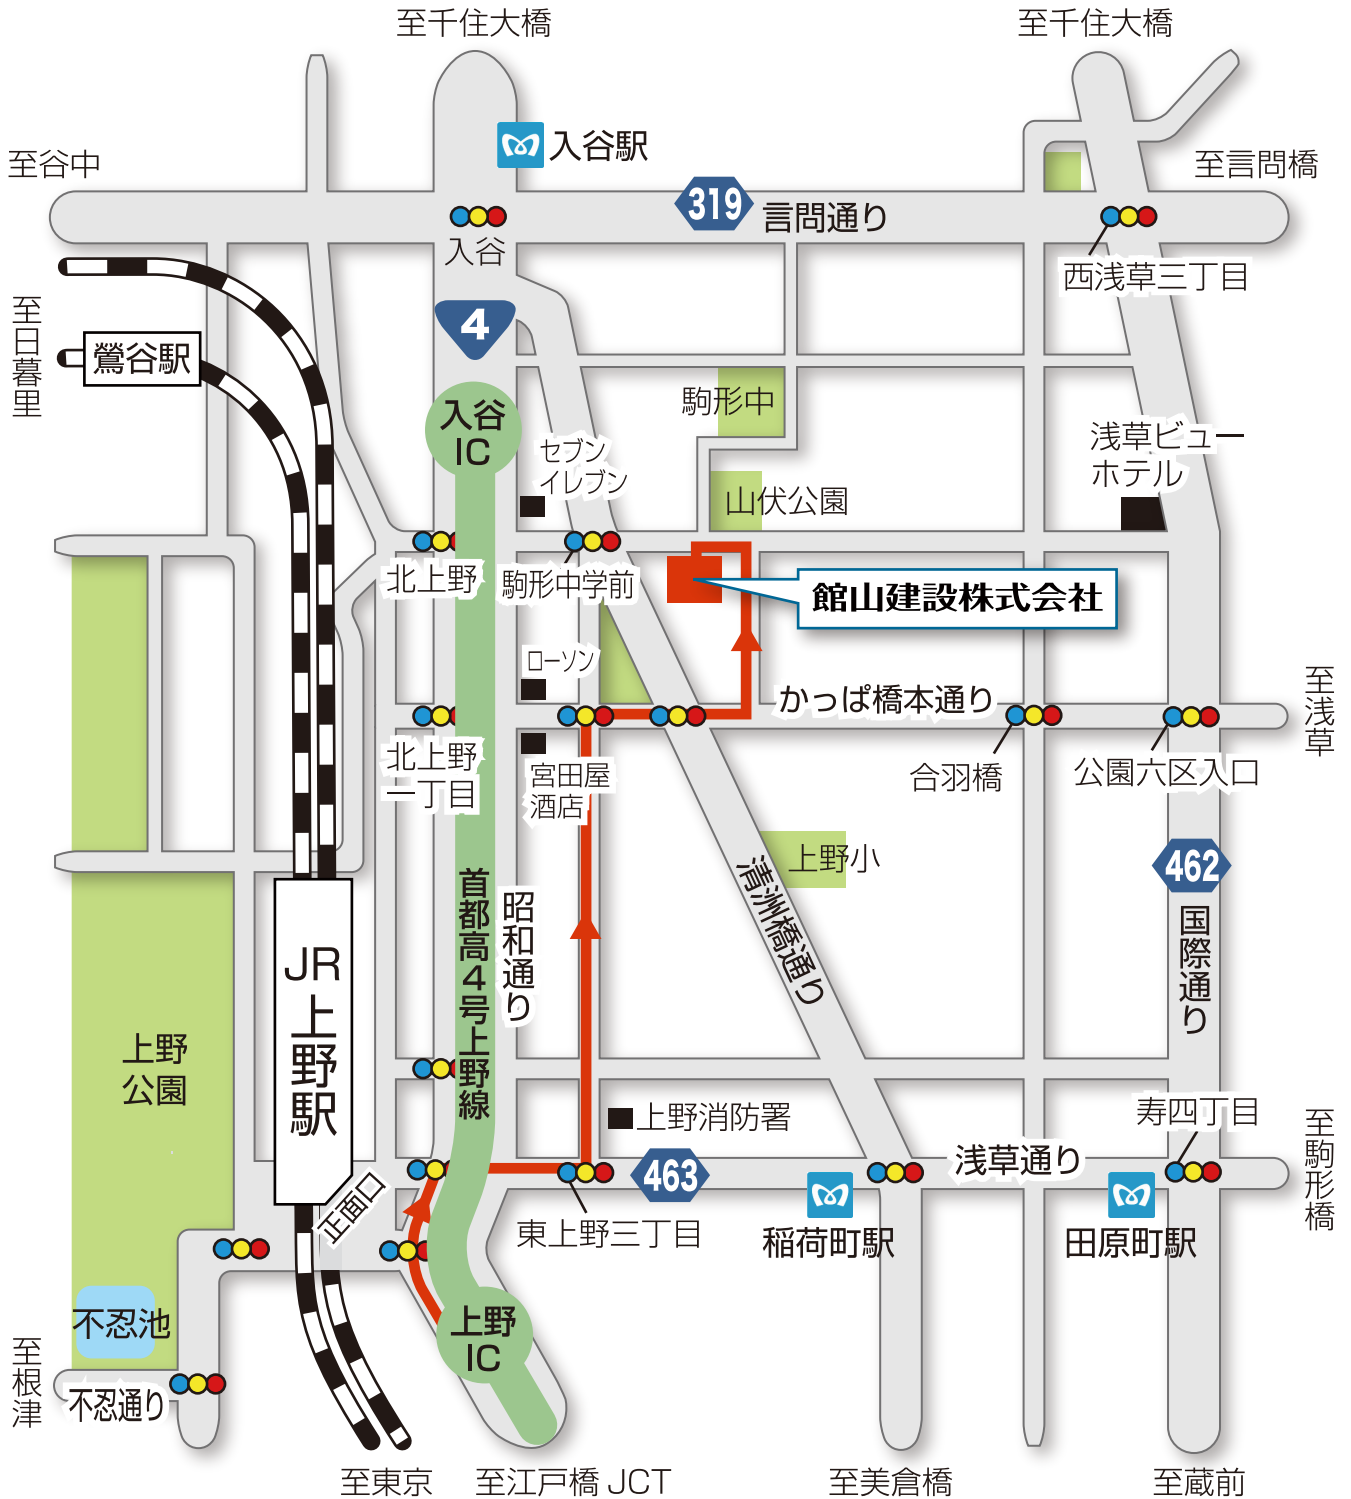 至千住大橋
至千住大橋
入谷駅
至谷中
至言問橋
319
言問通り
入谷
西浅草三丁目
至日暮里
4
鶯谷駅
駒形中
入谷
IC
セブン
イレブン
浅草ビュー
ホテル
山伏公園
北上野
駒形中学前
館山建設株式会社
ローソン
かっぱ橋本通り
至浅草
北上野
一丁目
宮田屋
酒店
合羽橋
公園六区入口
上野小
462
清洲橋通り
首都高4号上野線
昭和通り
国際通り
JR
上野駅
上野
公園
上野消防署
寿四丁目
至駒形橋
463
浅草通り
正面口
東上野三丁目
稲荷町駅
田原町駅
不忍池
上野
IC
至根津
不忍通り
至東京
至江戸橋JCT
至美倉橋
至蔵前